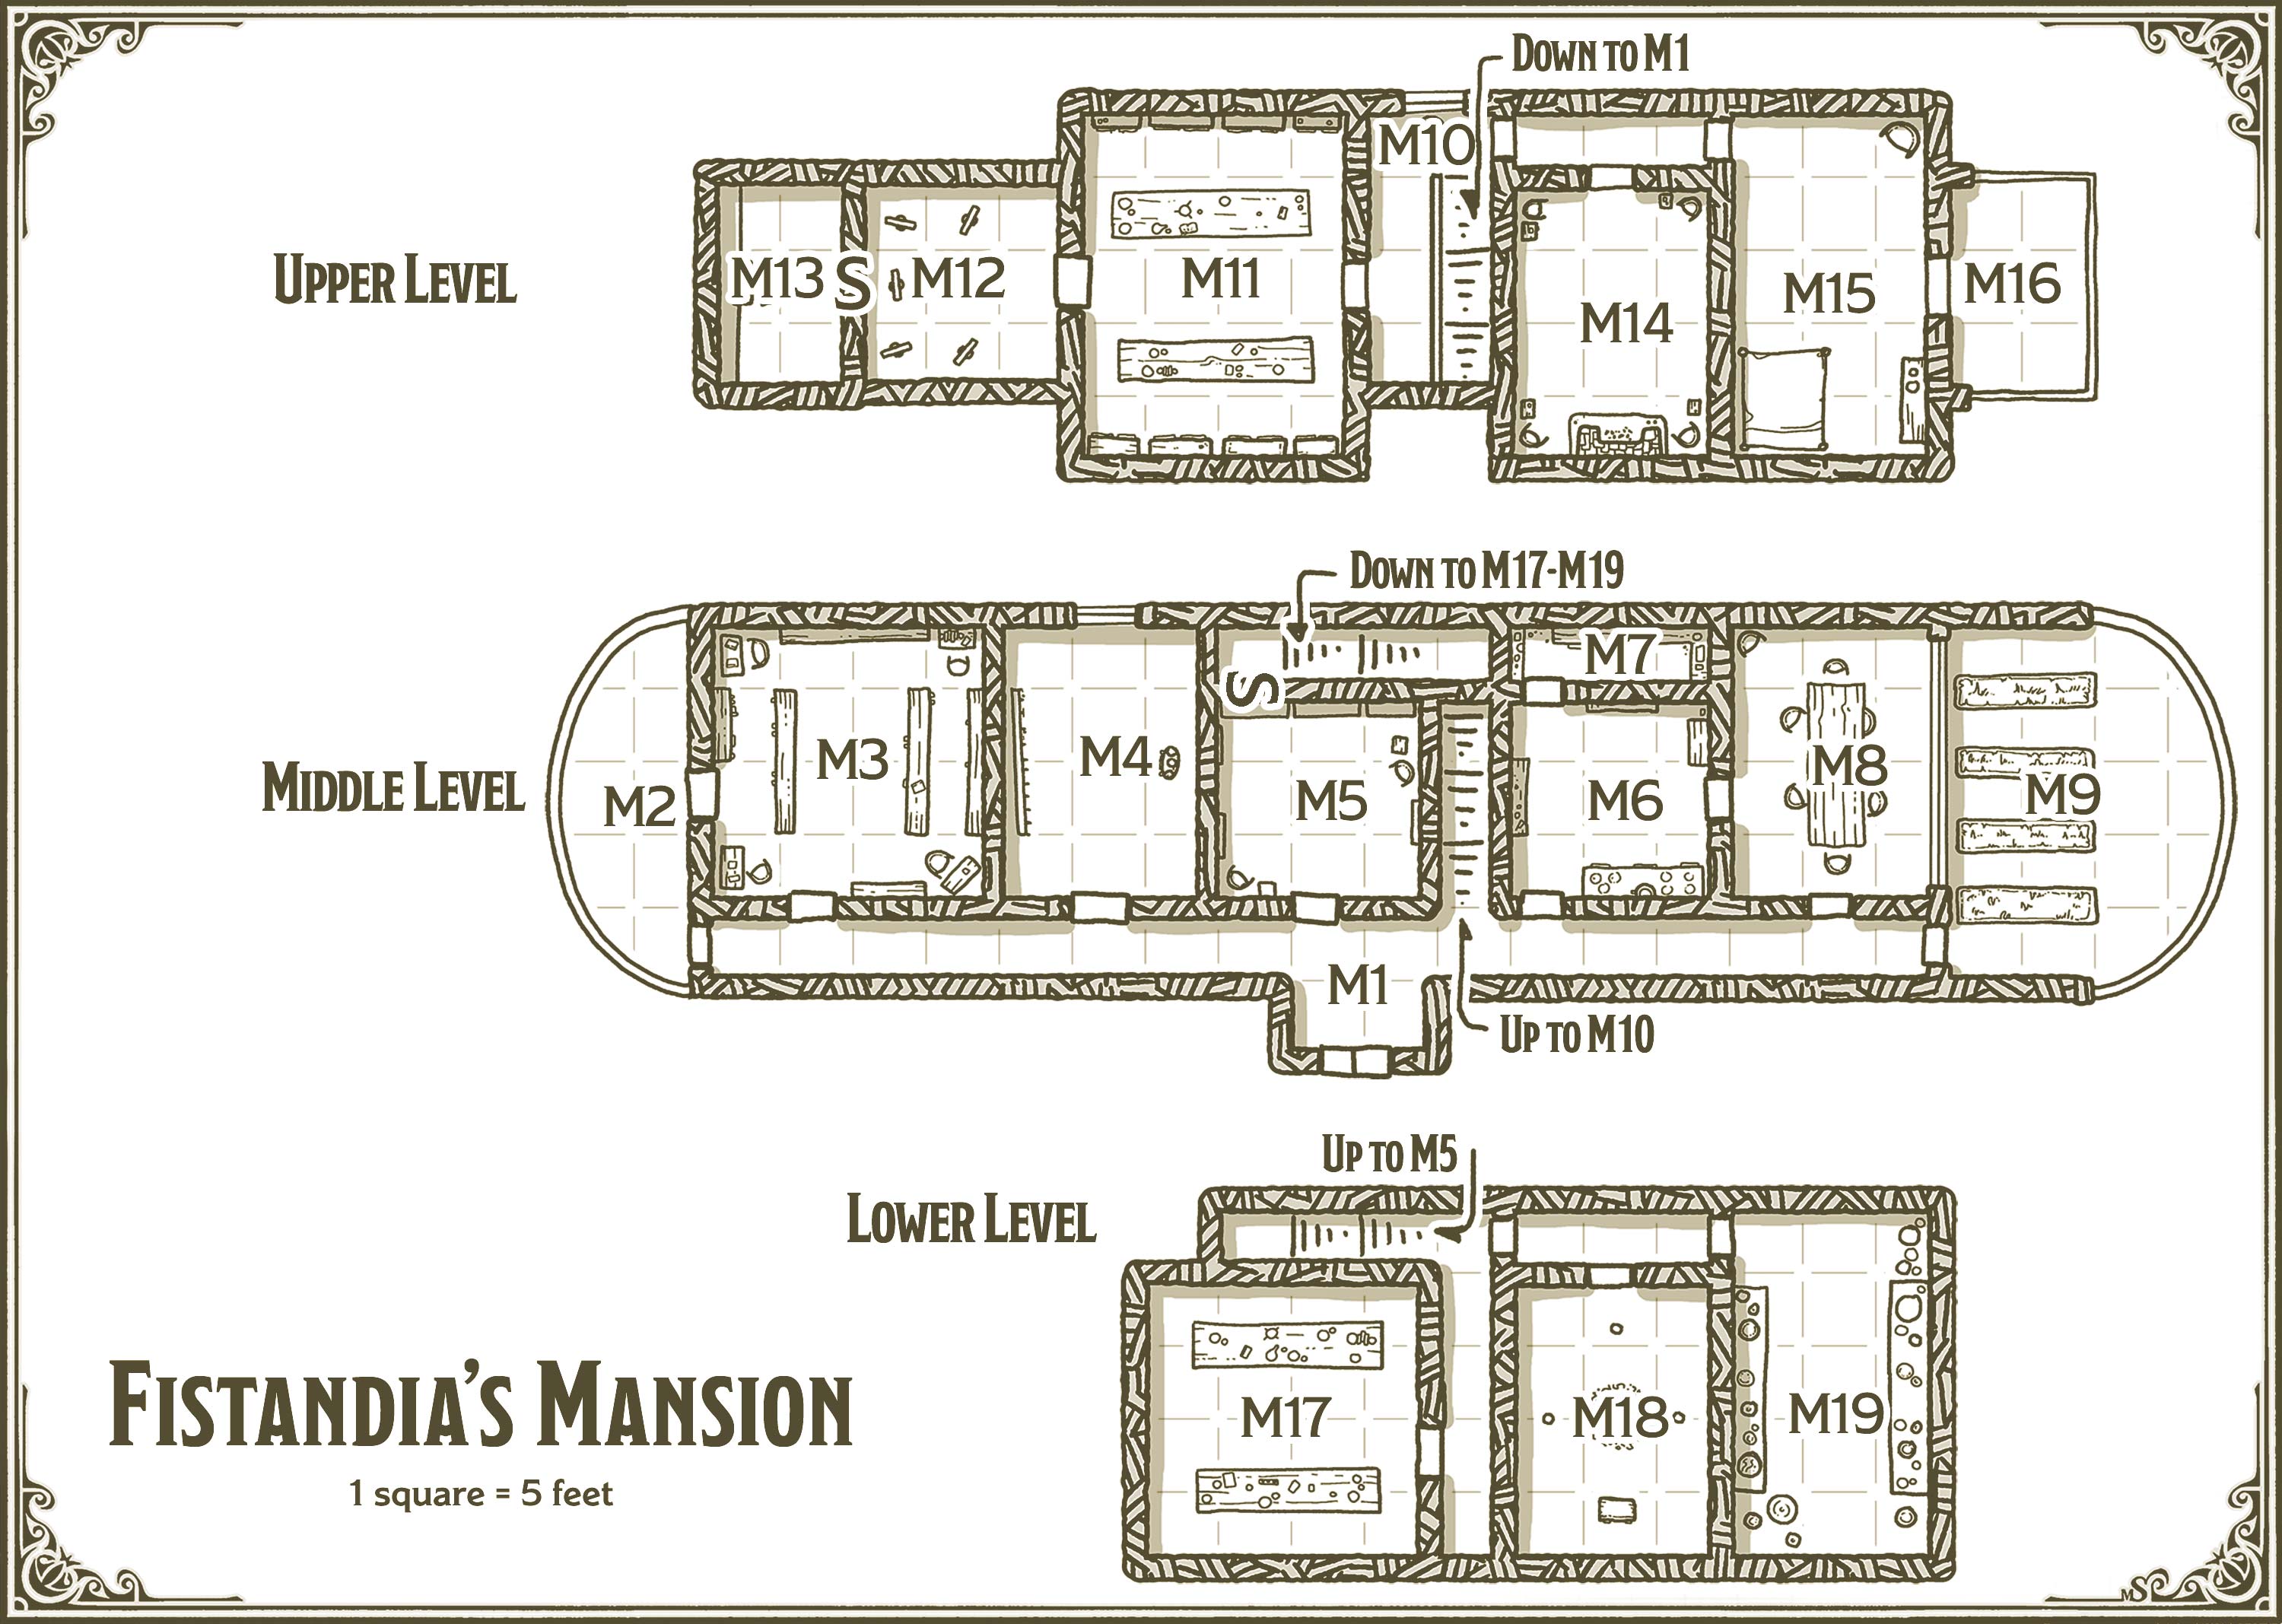 Down to M1
M10
Upper Level
M13 S M12
M11
M14
M15
M16
Down to M17-M19
S
M7
Middle Level
M2
M3
M4
M5
M6
M8
M9
M1
Up to M10
Up to M5
Lower Level
M17
M18
M19
Fistandia's Mansion
1 square = 5 feet
MS